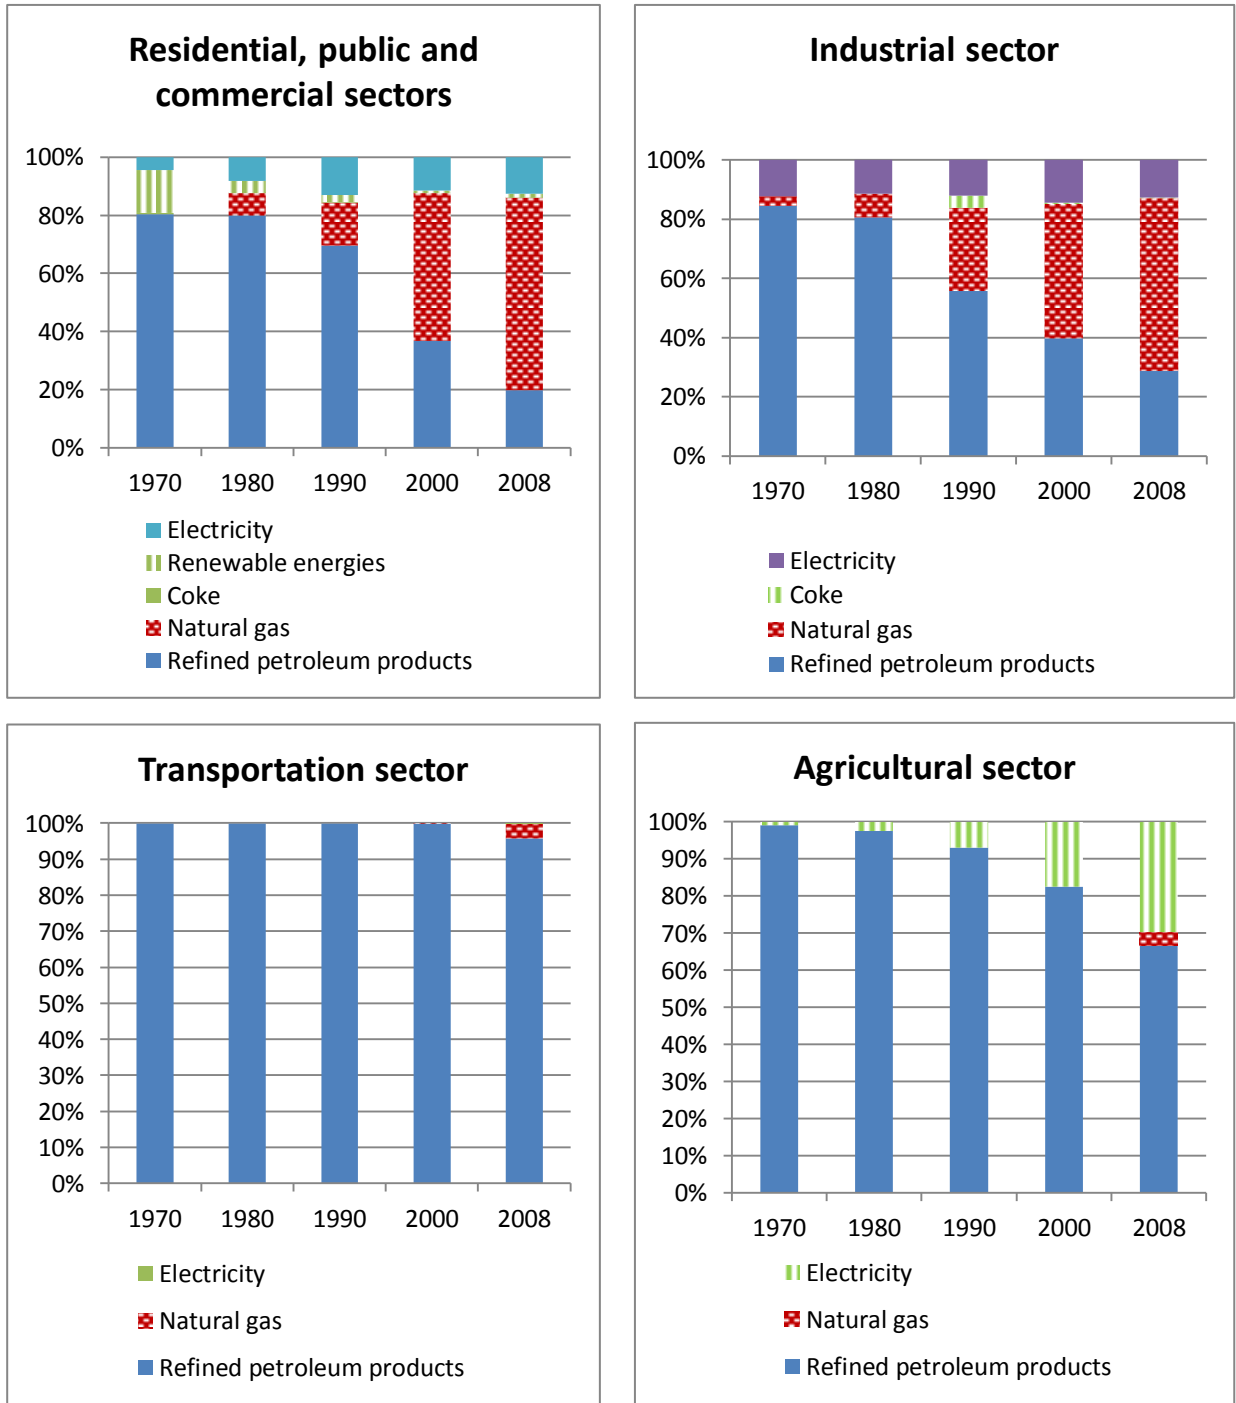 Residential, public and
commercial sectors
100%
80%
60%
40%
20%
0%
1970 1980 1990 2000 2008
Electricity
Renewable energies
Coke
Natural gas
Refined petroleum products
Industrial sector
100%
80%
60%
40%
20%
0%
1970 1980 1990 2000 2008
Electricity
Coke
Natural gas
Refined petroleum products
Transportation sector
100%
90%
80%
70%
60%
50%
40%
30%
20%
10%
0%
1970 1980 1990 2000 2008
Electricity
Natural gas
Refined petroleum products
Agricultural sector
100%
90%
80%
70%
60%
50%
40%
30%
20%
10%
0%
1970 1980 1990 2000 2008
Electricity
Natural gas
Refined petroleum products